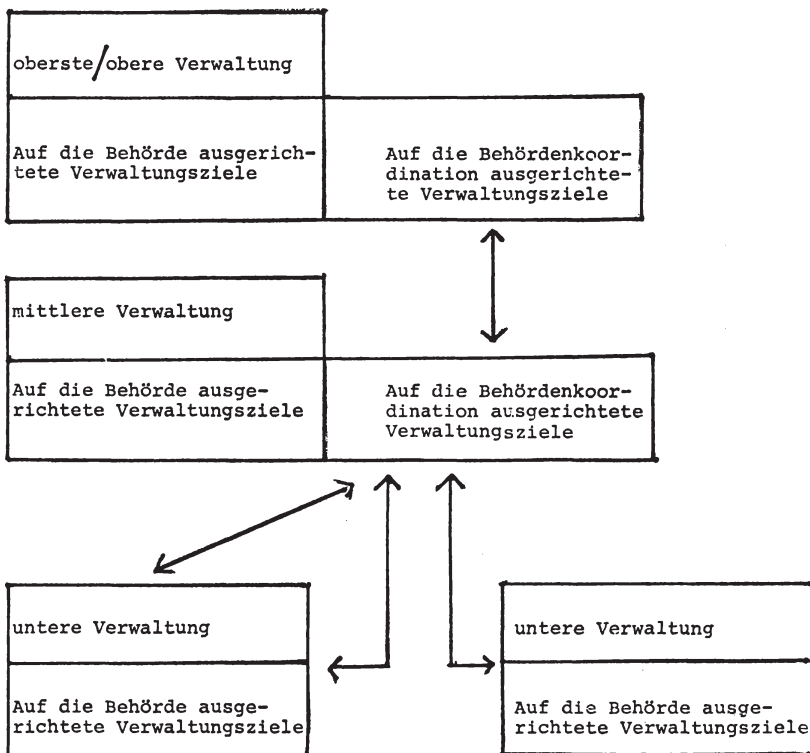 oberste/obere Verwaltung
Auf die Behörde ausgerich-
tete Verwaltungsziele
Auf die Behördenkoor-
dination ausgerichte-
te Verwaltungsziele
mittlere Verwaltung
Auf die Behörde ausge-
richtete Verwaltungsziele
Auf die Behördenkoor-
dination ausgerichtete
Verwaltungsziele
untere Verwaltung
Auf die Behörde ausge-
richtete Verwaltungsziele
untere Verwaltung
Auf die Behörde ausge-
richtete Verwaltungsziele